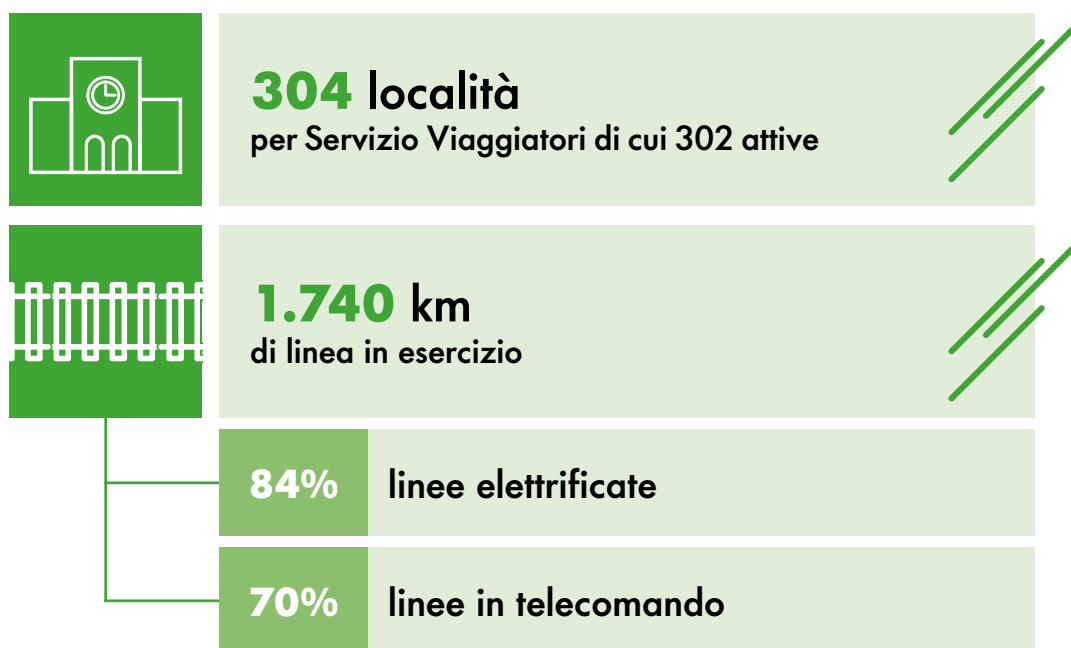 304 località
per Servizio Viaggiatori di cui 302 attive
1.740 km
di linea in esercizio
84% linee elettrificate
70% linee in telecomando